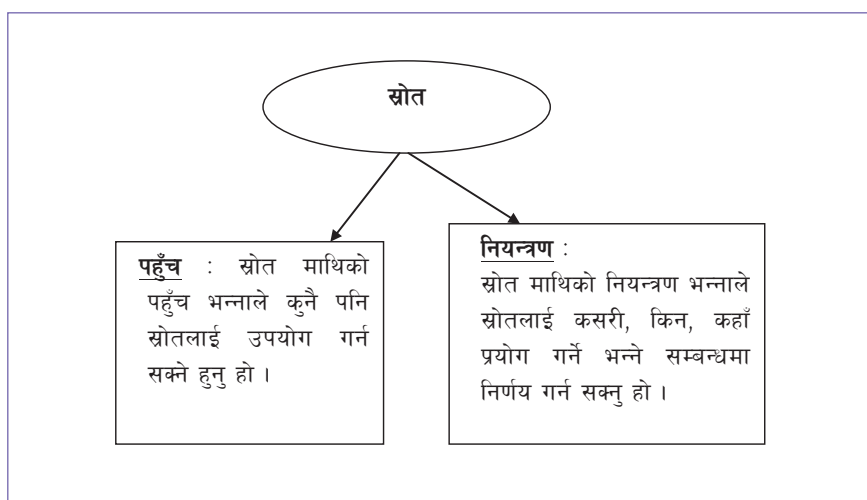 स्रोत
पहुँच : स्रोत माथिको
पहुँच भन्नाले कुनै पनि
स्रोतलाई उपयोग गर्न
सक्ने हुनु हो ।
नियन्त्रण :
स्रोत माथिको नियन्त्रण भन्नाले
स्रोतलाई कसरी, किन, कहाँ
प्रयोग गर्ने भन्ने सम्बन्धमा
निर्णय गर्न सक्नु हो ।